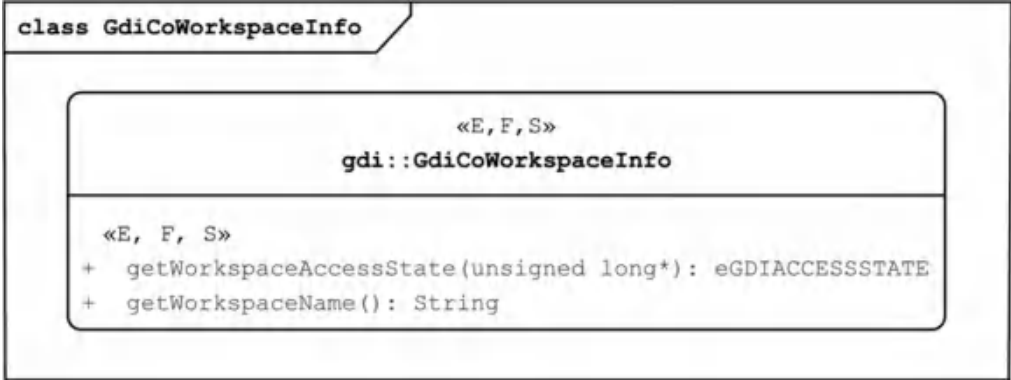 class GdiCoWorkspaceInfo
«E,F,S»
gdi::GdiCoWorkspaceInfo
«E, F, S»
+ getWorkspaceAccessState(unsigned long*): eGDIACCESSSTATE
+ getWorkspaceName(): String